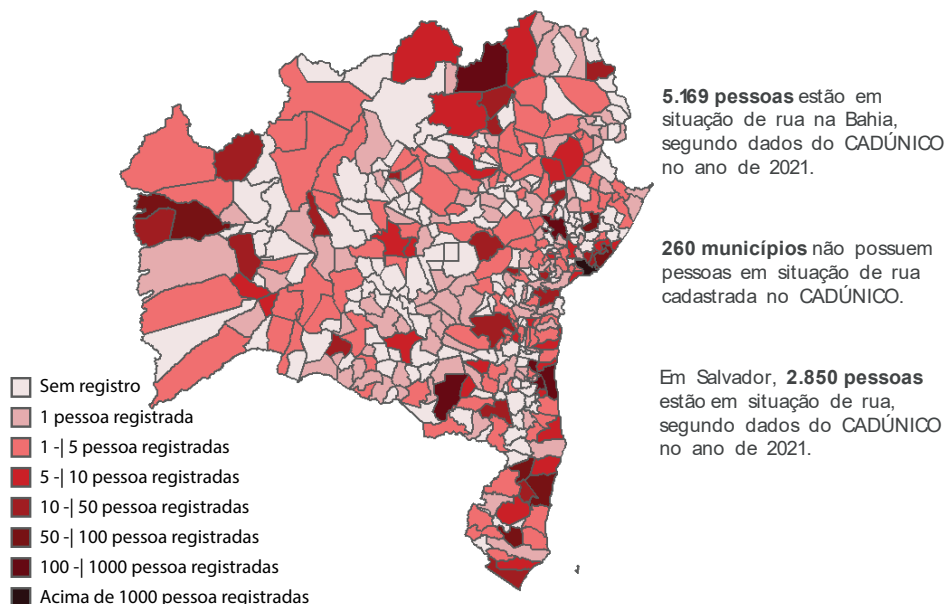 5.169 pessoas estão em
situação de rua na Bahia,
segundo dados do CADÚNICO
no ano de 2021.
260 municípios não possuem
pessoas em situação de rua
cadastrada no CADÚNICO.
Em Salvador, 2.850 pessoas
estão em situação de rua,
segundo dados do CADÚNICO
no ano de 2021.
Sem registro
1 pessoa registrada
1 -| 5 pessoa registradas
5 -| 10 pessoa registradas
10 -| 50 pessoa registradas
50 -| 100 pessoa registradas
100 -| 1000 pessoa registradas
Acima de 1000 pessoa registradas